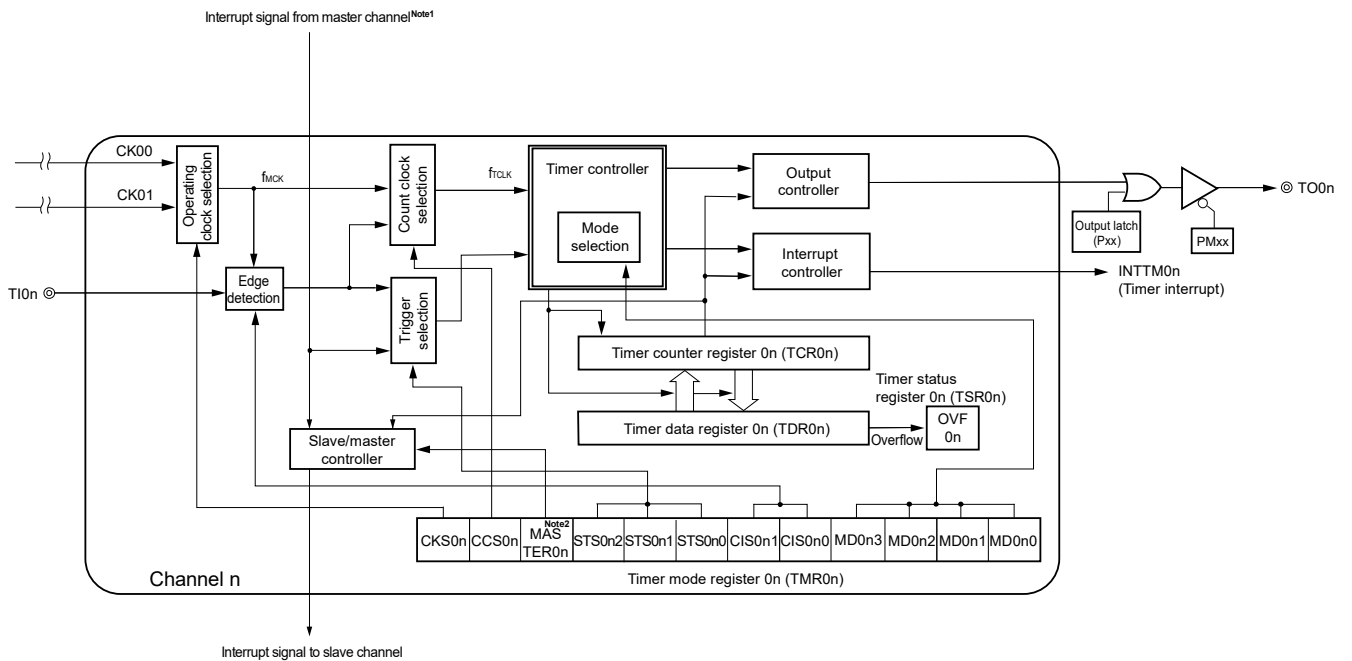 Interrupt signal from master channel Note1
CK00
CK01
Operating
clock selection
fMCK
Count clock
selection
fTCLK
Timer controller
Mode
selection
Output
controller
Interrupt
controller
Output latch
(Pxx)
PMxx
TO0n
INTTM0n
(Timer interrupt)
TI0n
Edge
detection
Trigger
selection
Timer counter register 0n (TCR0n)
Timer status
register 0n (TSR0n)
Timer data register 0n (TDR0n)
Overflow
OVF
0n
Slave/master
controller
CKS0n
CCS0n
Note2
MAS
TER0n
STS0n2
STS0n1
STS0n0
CIS0n1
CIS0n0
MD0n3
MD0n2
MD0n1
MD0n0
Channel n
Timer mode register 0n (TMR0n)
Interrupt signal to slave channel